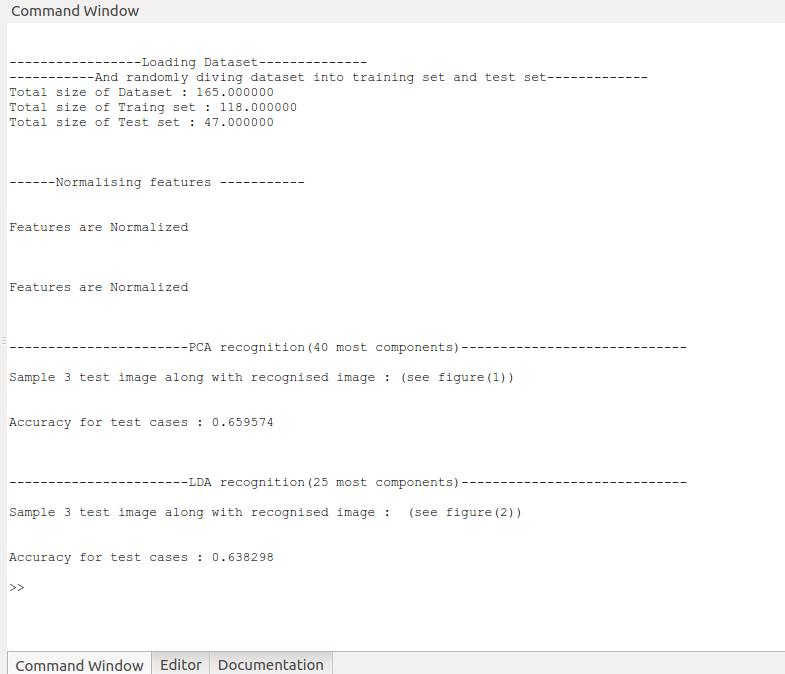 Command Window
-----------------Loading Dataset--------------
-----------And randomly diving dataset into training set and test set-------------
Total size of Dataset : 165.000000
Total size of Traing set : 118.000000
Total size of Test set : 47.000000
------Normalising features -----------
Features are Normalized
Features are Normalized
-----------------------PCA recognition(40 most components)-----------------------------
Sample 3 test image along with recognised image : (see figure(1))
Accuracy for test cases : 0.659574
-----------------------LDA recognition(25 most components)-----------------------------
Sample 3 test image along with recognised image :  (see figure(2))
Accuracy for test cases : 0.638298
>>
Command Window Editor Documentation